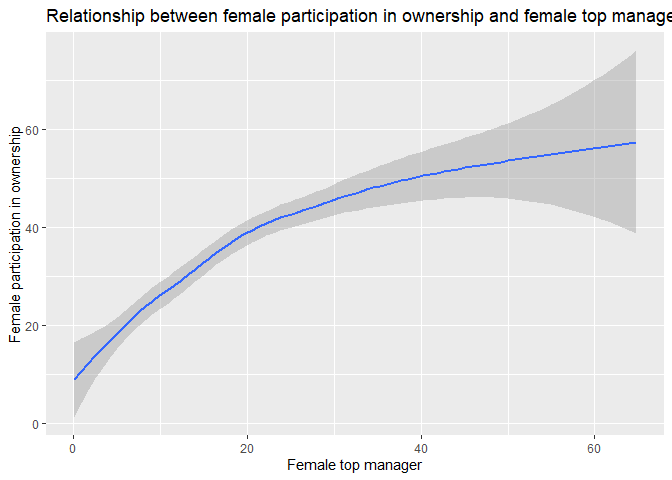 Relationship between female participation in ownership and female top manage
Female participation in ownership
60
40
20
0
0 20 40 60
Female top manager